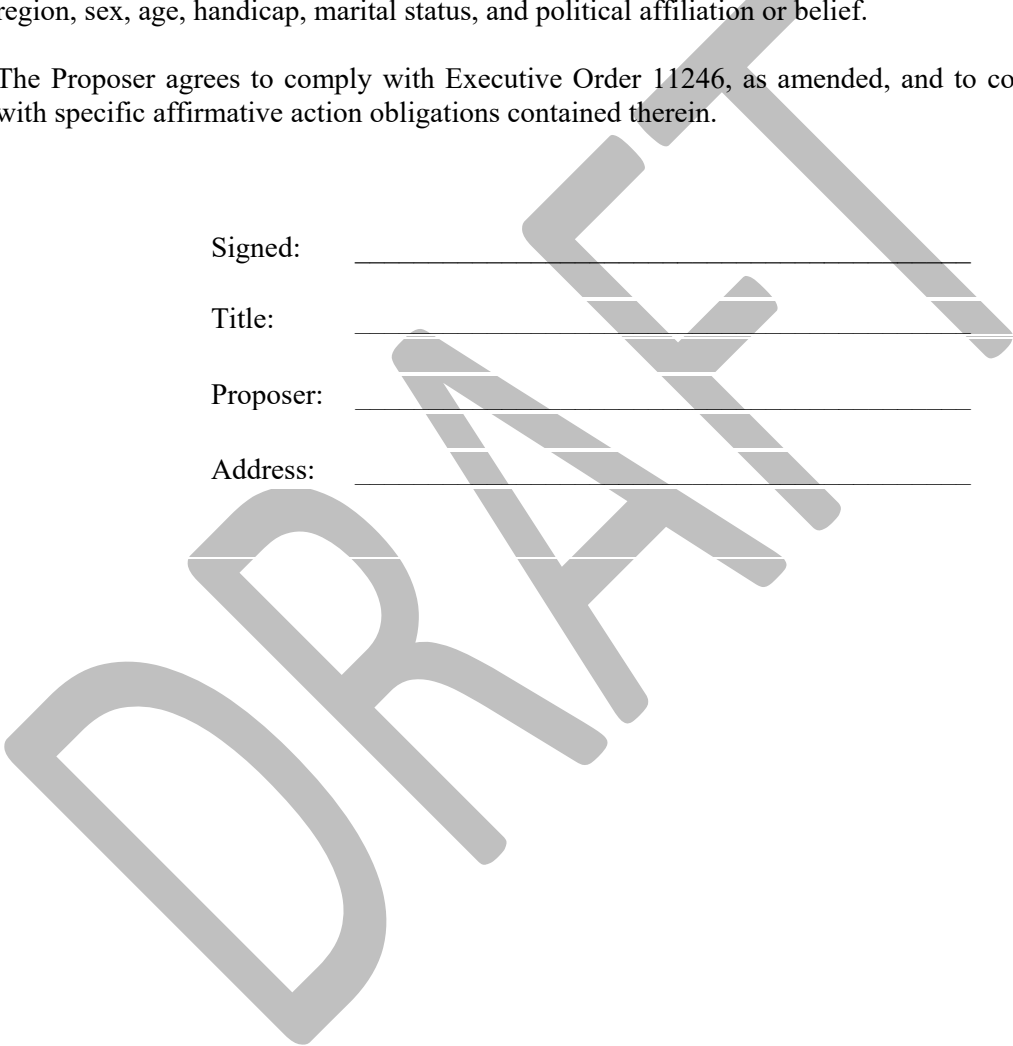 region, sex, age, handicap, marital status, and political affiliation or belief.
The Proposer agrees to comply with Executive Order 11246, as amended, and to co
with specific affirmative action obligations contained therein.
Signed:
Title:
Proposer:
Address:
DRAFT